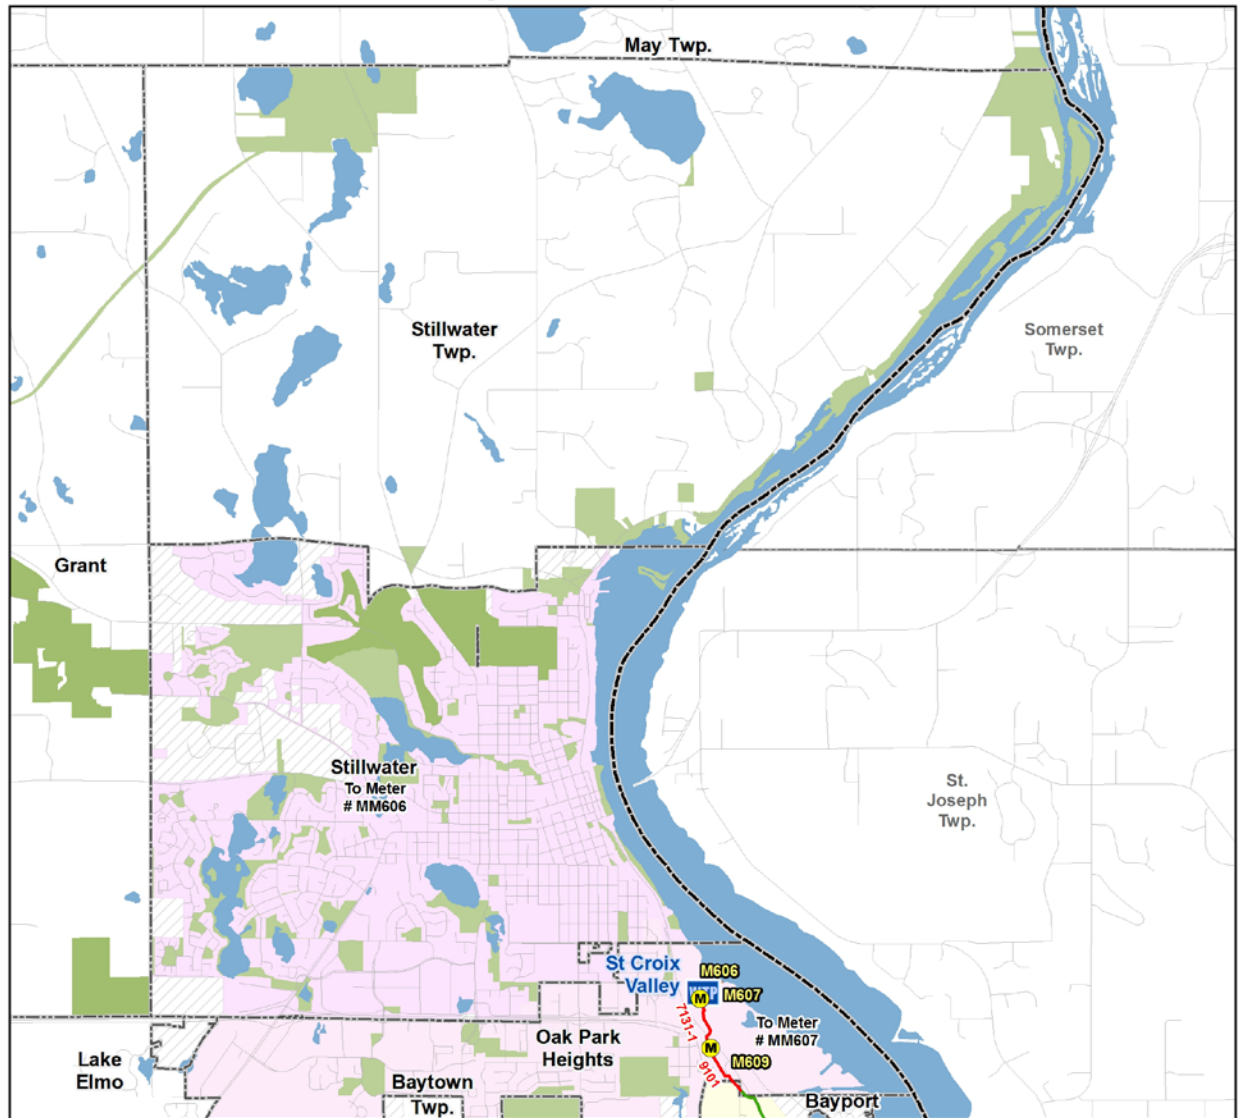 May Twp.
Stillwater
Twp.
Somerset
Twp.
Grant
Stillwater
To Meter
# MM606
St.
Joseph
Twp.
St Croix
Valley
M606
WTP
M
M607
7131-1
To Meter
# MM607
Oak Park
Heights
M
M609
9101
Lake
Elmo
Baytown
Twp.
Bayport